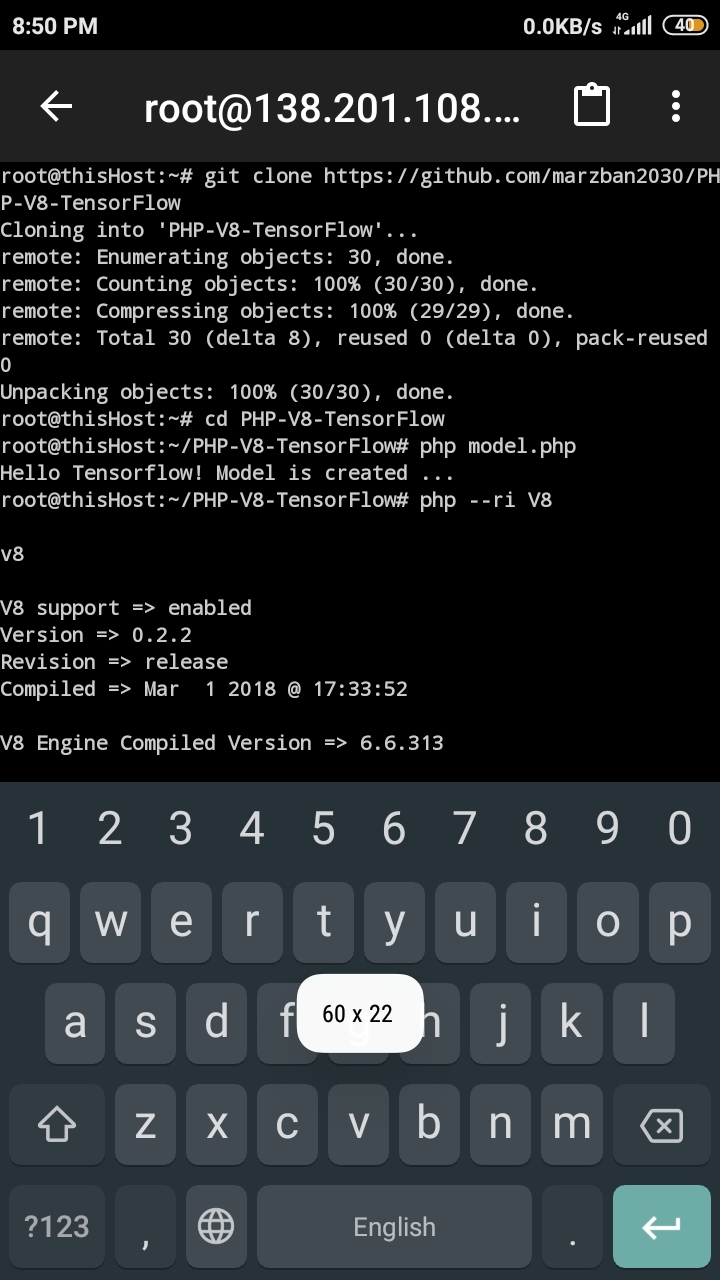 8:50 PM 0.0KB/s 4G 40
root@138.201.108....
root@thisHost:~# git clone https://github.com/marzban2030/PH
P-V8-TensorFlow
Cloning into 'PHP-V8-TensorFlow'...
remote: Enumerating objects: 30, done.
remote: Counting objects: 100% (30/30), done.
remote: Compressing objects: 100% (29/29), done.
remote: Total 30 (delta 8), reused 0 (delta 0), pack-reused
0
Unpacking objects: 100% (30/30), done.
root@thisHost:~# cd PHP-V8-TensorFlow
root@thisHost:~/PHP-V8-TensorFlow# php model.php
Hello Tensorflow! Model is created ...
root@thisHost:~/PHP-V8-TensorFlow# php --ri V8
v8
V8 support => enabled
Version => 0.2.2
Revision => release
Compiled => Mar  1 2018 @ 17:33:52
V8 Engine Compiled Version => 6.6.313
1 2 3 4 5 6 7 8 9 0
q w e r t y u i o p
a s d f g h j k l
60 x 22
z x c v b n m
?123 , English .